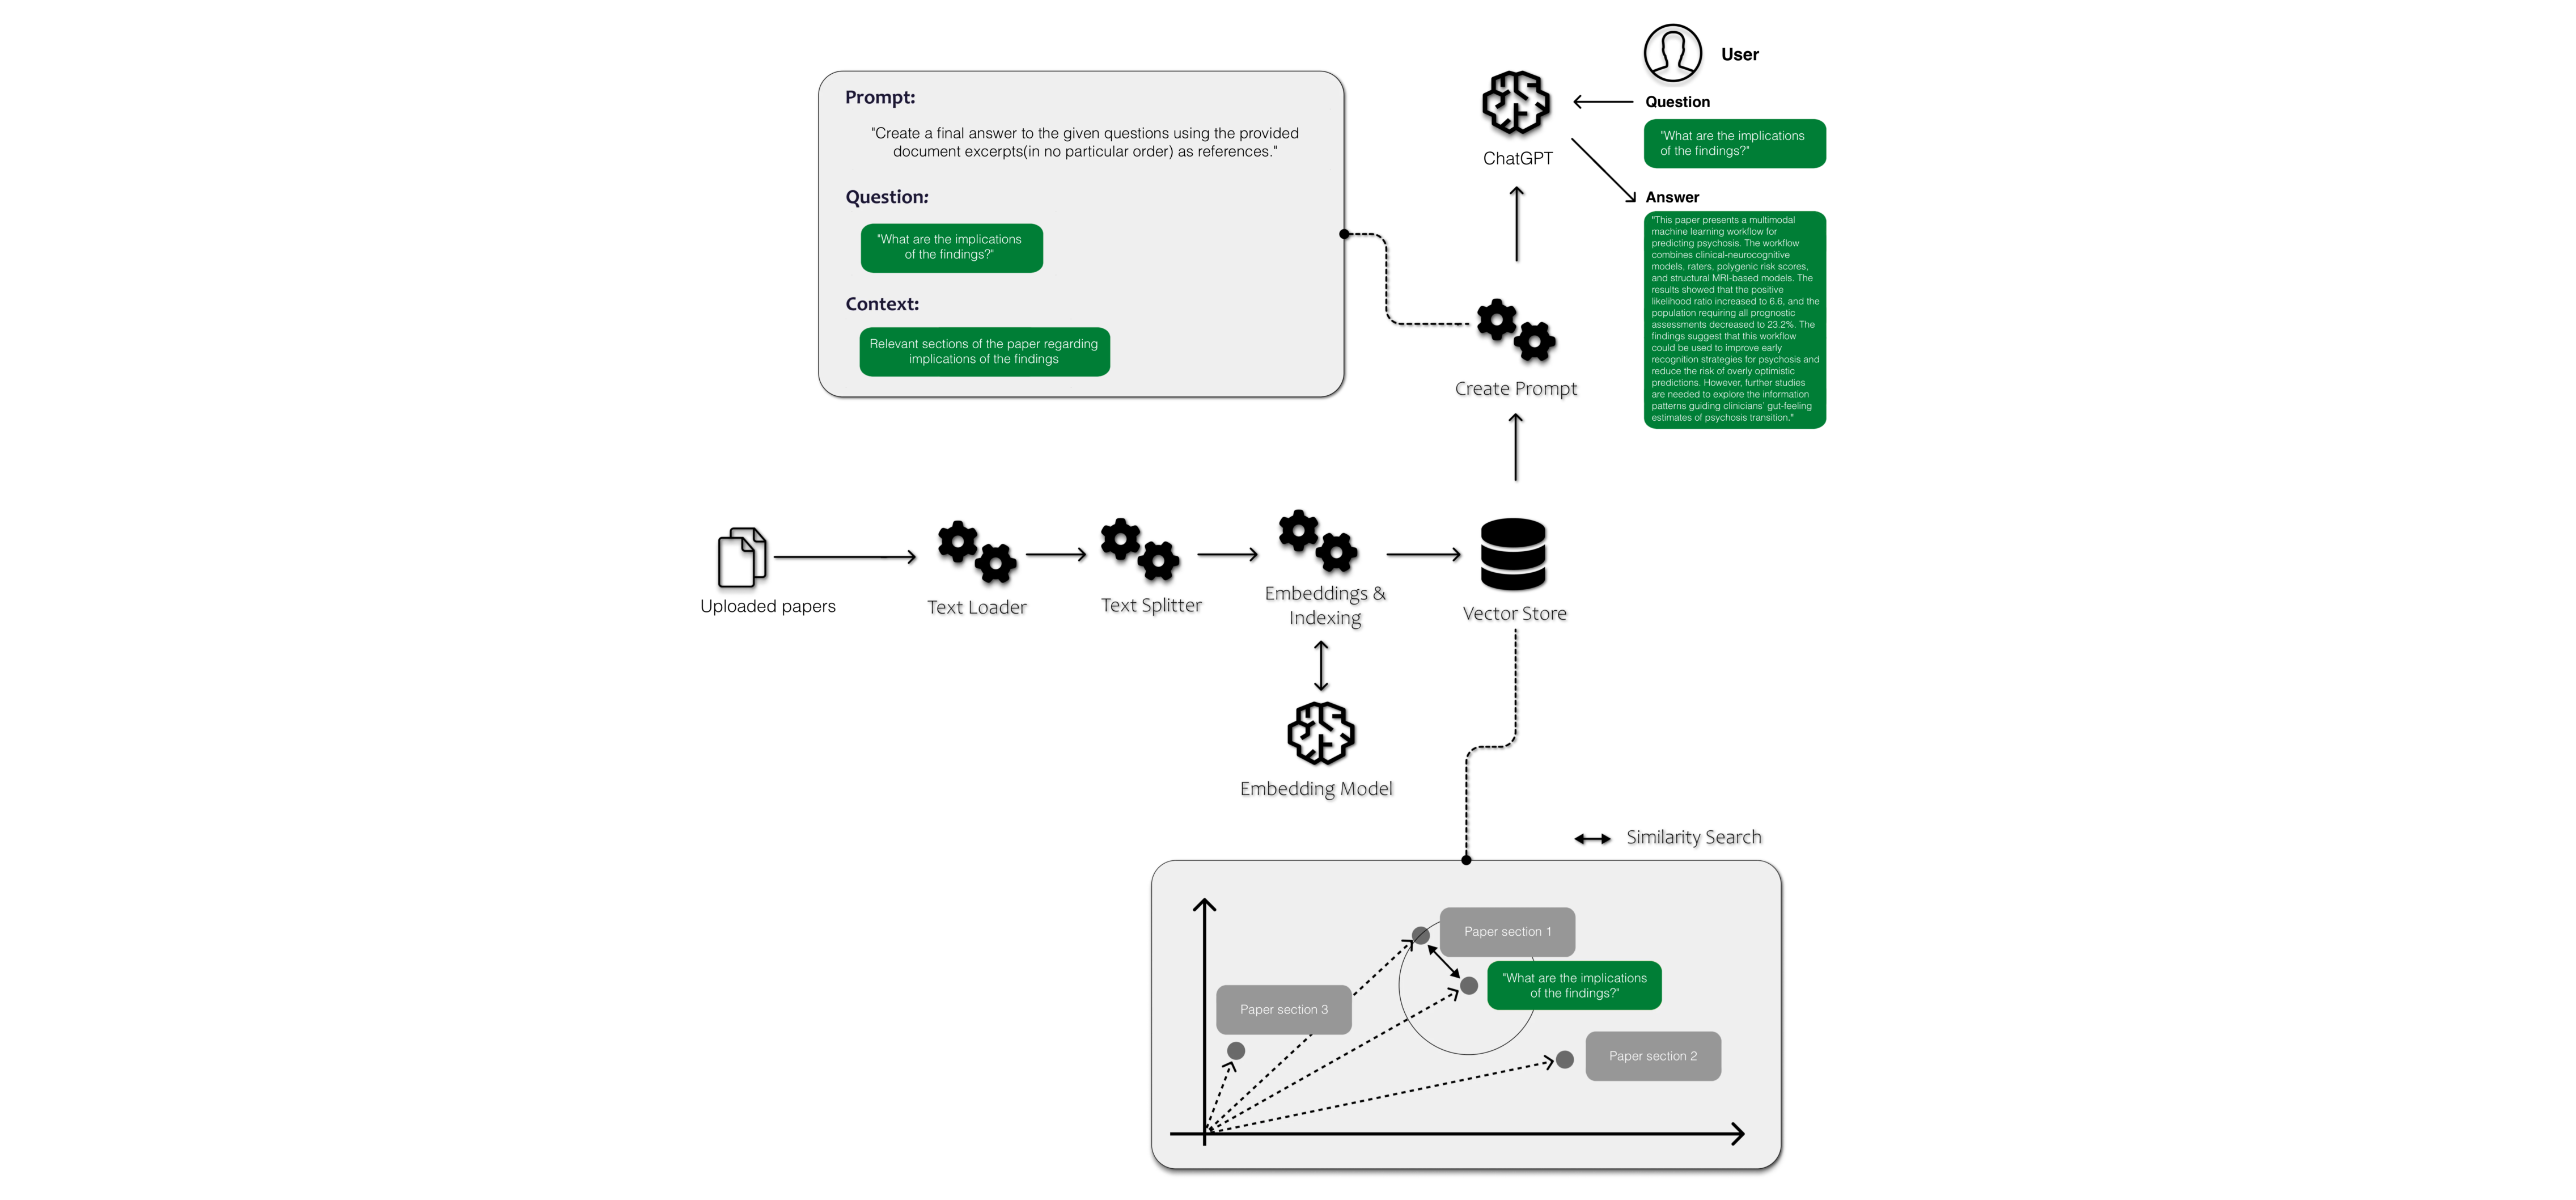 User
Question
"What are the implications
of the findings?"
Answer
"This paper presents a multimodal
machine learning workflow for
predicting psychosis. The workflow
combines clinical-neurocognitive
models, raters, polygenic risk scores,
and structural MRI-based models. The
results showed that the positive
likelihood ratio increased to 6.6, and the
population requiring all prognostic
assessments decreased to 23.2%. The
findings suggest that this workflow
could be used to improve early
recognition strategies for psychosis and
reduce the risk of overly optimistic
predictions. However, further studies
are needed to explore the information
patterns guiding clinicians' gut-feeling
estimates of psychosis transition."
ChatGPT
Prompt:
"Create a final answer to the given questions using the provided
document excerpts(in no particular order) as references."
Question:
"What are the implications
of the findings?"
Context:
Relevant sections of the paper regarding
implications of the findings
Create Prompt
Uploaded papers
Text Loader
Text Splitter
Embeddings &
Indexing
Vector Store
Embedding Model
Similarity Search
Paper section 1
"What are the implications
of the findings?"
Paper section 3
Paper section 2